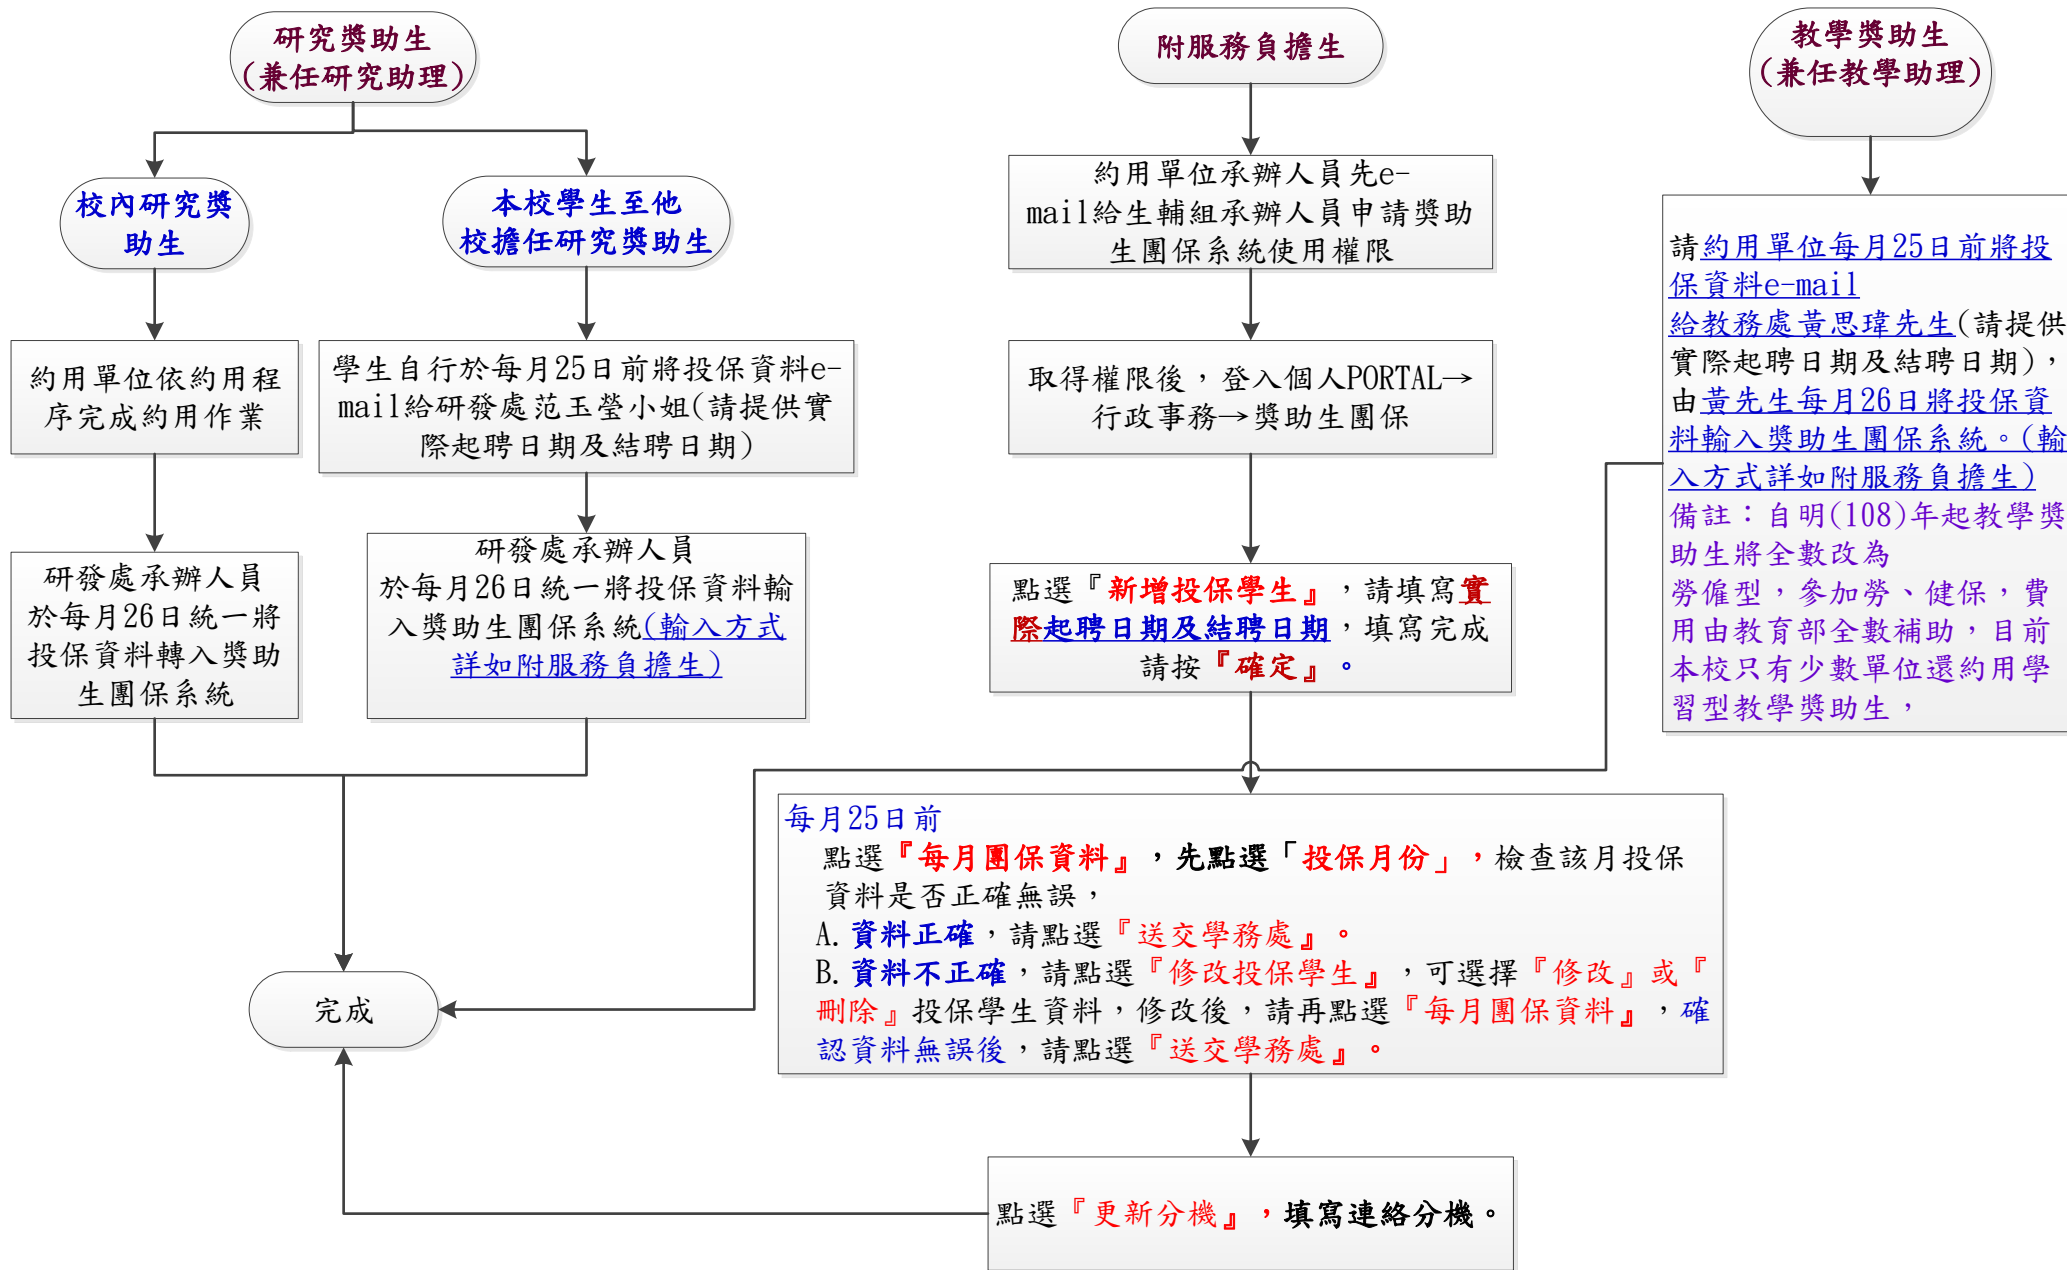 研究獎助生
(兼任研究助理)
校內研究獎
助生
約用單位依約用程
序完成約用作業
研發處承辦人員
於每月26日統一將
投保資料轉入獎助
生團保系統
本校學生至他
校擔任研究獎助生
學生自行於每月25日前將投保資料e-
mail給研發處范玉瑩小姐(請提供實
際起聘日期及結聘日期)
研發處承辦人員
於每月26日統一將投保資料輸
入獎助生團保系統(輸入方式
詳如附服務負擔生)
完成
附服務負擔生
約用單位承辦人員先e-
mail給生輔組承辦人員申請獎助
生團保系統使用權限
取得權限後，登入個人PORTAL→
行政事務→獎助生團保
點選『新增投保學生』，請填寫實
際起聘日期及結聘日期，填寫完成
請按『確定』。
每月25日前
點選『每月團保資料』，先點選「投保月份」，檢查該月投保
資料是否正確無誤，
A.資料正確，請點選『送交學務處』。
B.資料不正確，請點選『修改投保學生』，可選擇『修改』或『
刪除』投保學生資料，修改後，請再點選『每月團保資料』，確
認資料無誤後，請點選『送交學務處』。
點選『更新分機』，填寫連絡分機。
教學獎助生
(兼任教學助理)
請約用單位每月25日前將投
保資料e-mail
給教務處黃思瑋先生(請提供
實際起聘日期及結聘日期)，
由黃先生每月26日將投保資
料輸入獎助生團保系統。(輸
入方式詳如附服務負擔生)
備註：自明(108)年起教學獎
助生將全數改為
勞僱型，參加勞、健保，費
用由教育部全數補助，目前
本校只有少數單位還約用學
習型教學獎助生，